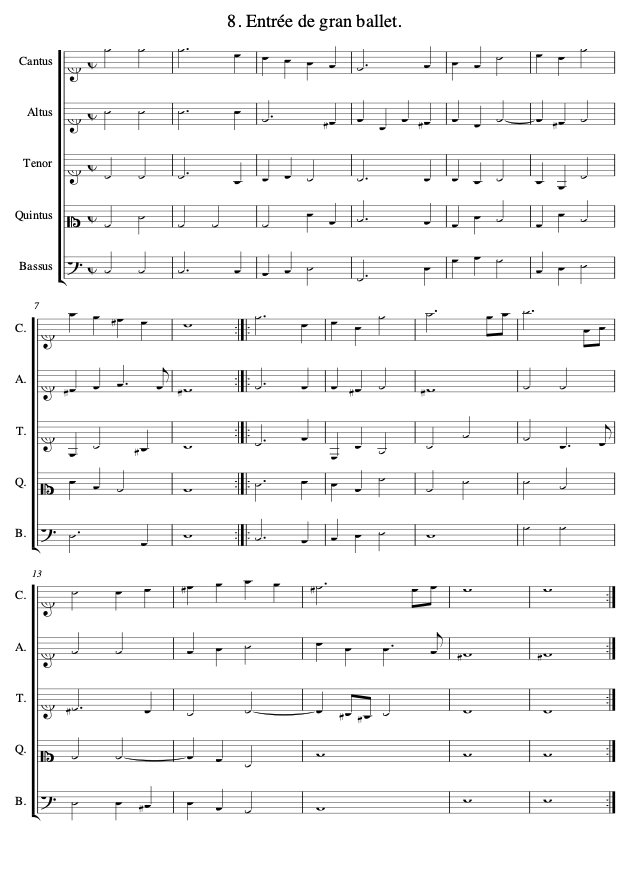 8. Entrée de gran ballet.
Cantus
Altus
Tenor
Quintus
Bassus
7
C.
A.
T.
Q.
B.
13
C.
A.
T.
Q.
B.